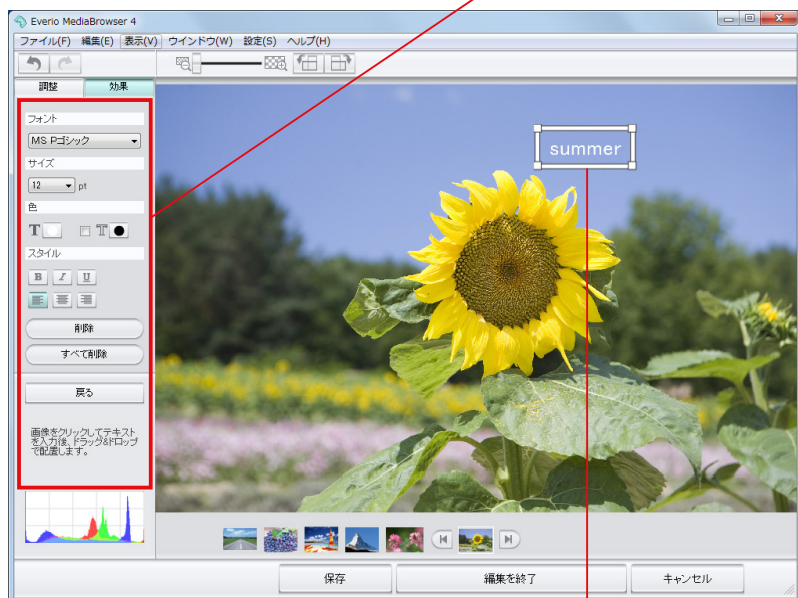 Everio MediaBrowser 4
ファイル(F) 編集(E) 表示(V) ウインドウ(W) 設定(S) ヘルプ(H)
調整 効果
フォント
MS Pゴシック
サイズ
12 pt
色
T T
スタイル
B I U
削除
すべて削除
戻る
画像をクリックしてテキスト
を入力後、ドラッグ&ドロップ
で配置します。
summer
保存 編集を終了 キャンセル